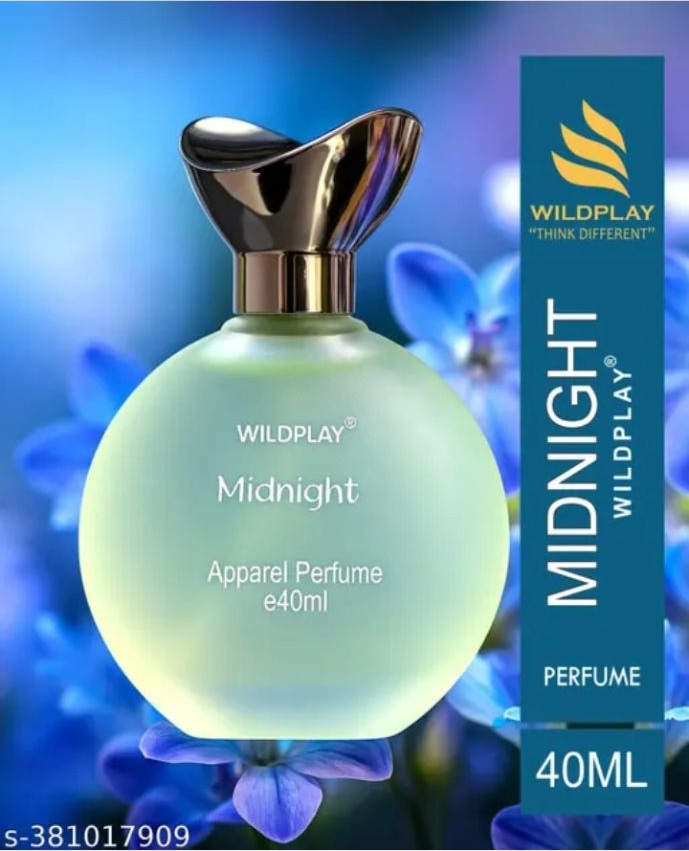 WILDPLAY®
Midnight
Apparel Perfume
e40ml
WILDPLAY
“THINK DIFFERENT”
MIDNIGHT
WILDPLAY®
PERFUME
40ML
s-381017909